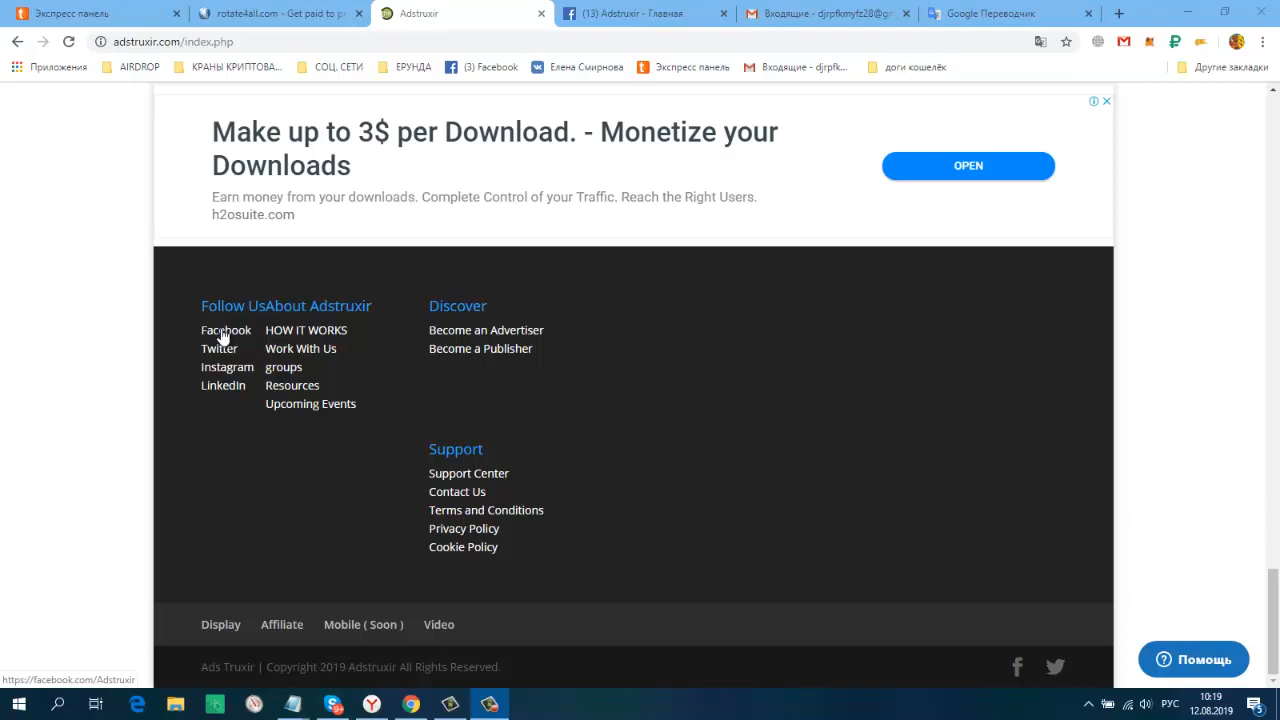 Экспресс панель
rotate4all.com - Get paid to pr
Adstruxir
(13) Adstruxir - Главная
Входящие - djrpfkmyfz28@gm
Google Переводчик
adstruxir.com/index.php
Приложения
AIRDROP
КРАНЫ КРИПТОВА...
СОЦ. СЕТИ
ЕРУНДА
(3) Facebook
Елена Смирнова
Экспресс панель
Входящие - djrpfk...
доги кошелёк
Другие закладки
Make up to 3$ per Download. - Monetize your
Downloads
OPEN
Earn money from your downloads. Complete Control of your Traffic. Reach the Right Users.
h2osuite.com
Follow Us
Facebook
Twitter
Instagram
LinkedIn
About Adstruxir
HOW IT WORKS
Work With Us
groups
Resources
Upcoming Events
Discover
Become an Advertiser
Become a Publisher
Support
Support Center
Contact Us
Terms and Conditions
Privacy Policy
Cookie Policy
Display
Affiliate
Mobile ( Soon )
Video
Ads Truxir | Copyright 2019 Adstruxir All Rights Reserved.
Помощь
https://facebook.com/Adstruxir
РУС
10:19
12.08.2019